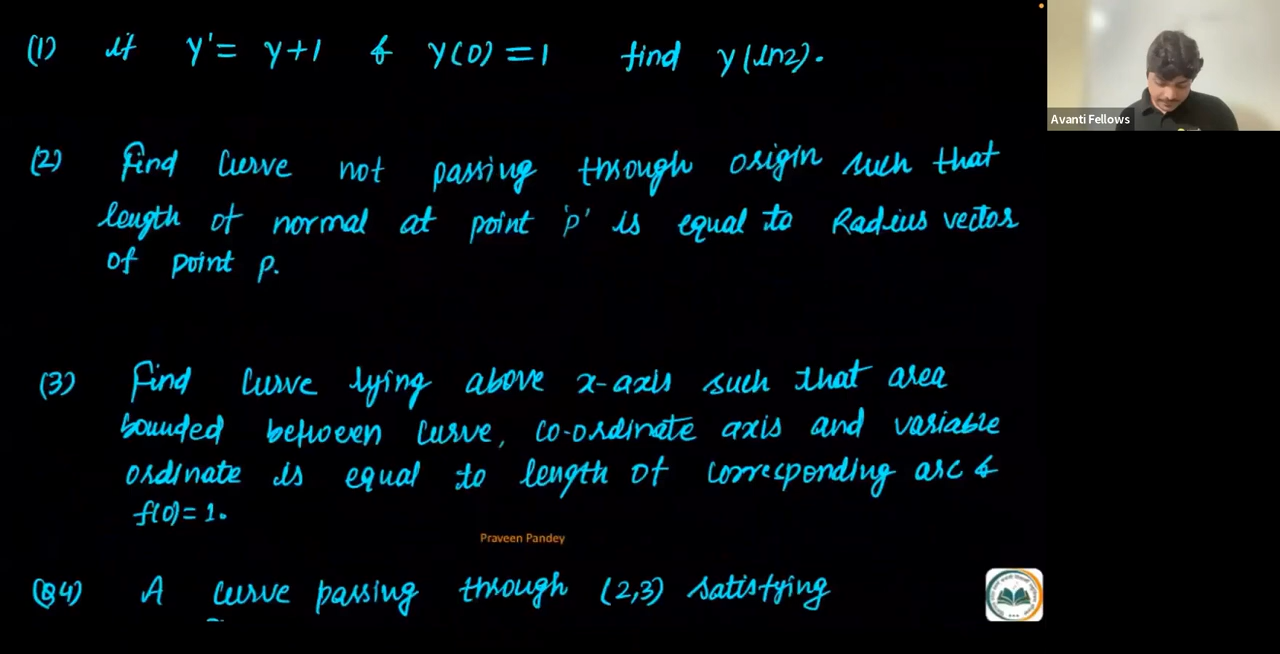 (1) if y' = y+1 & y(0) = 1 find y(ln2).
Avanti Fellows
(2) Find curve not passing through origin such that
length of normal at point 'p' is equal to Radius vector
of point p.
(3) Find curve lying above x-axis such that area
bounded between curve, co-ordinate axis and variable
ordinate is equal to length of corresponding arc &
f(0) = 1.
Praveen Pandey
(Q4) A curve passing through (2,3) satisfying